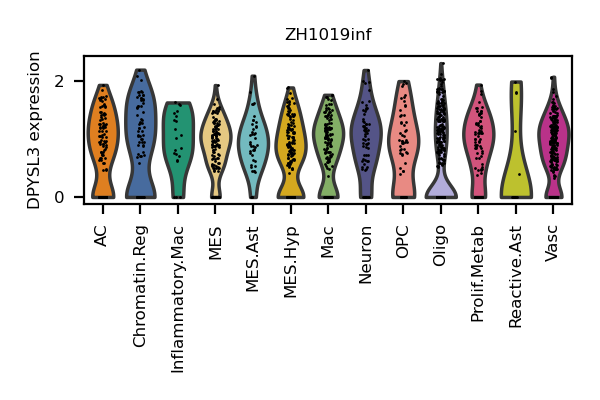 ZH1019inf
DPYSL3 expression
2
0
AC
Chromatin.Reg
Inflammatory.Mac
MES
MES.Ast
MES.Hyp
Mac
Neuron
OPC
Oligo
Prolif.Metab
Reactive.Ast
Vasc